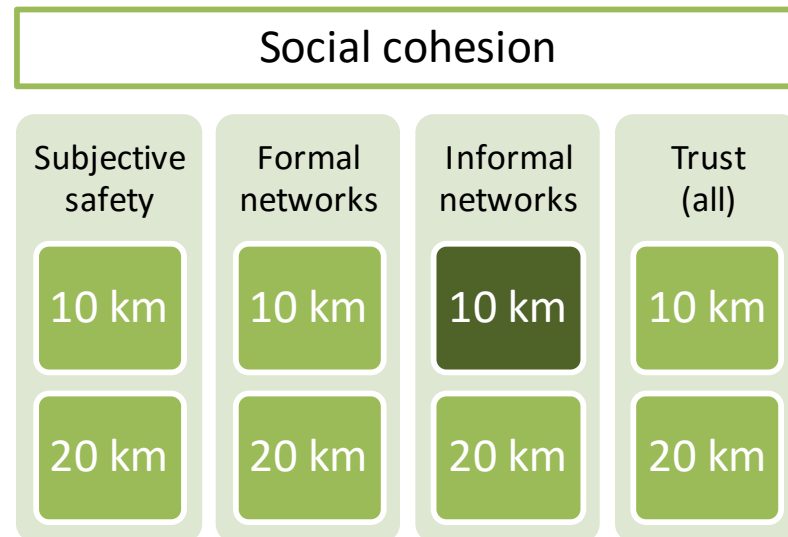 Social cohesion
Subjective
safety
10 km
20 km
Formal
networks
10 km
20 km
Informal
networks
10 km
20 km
Trust
(all)
10 km
20 km